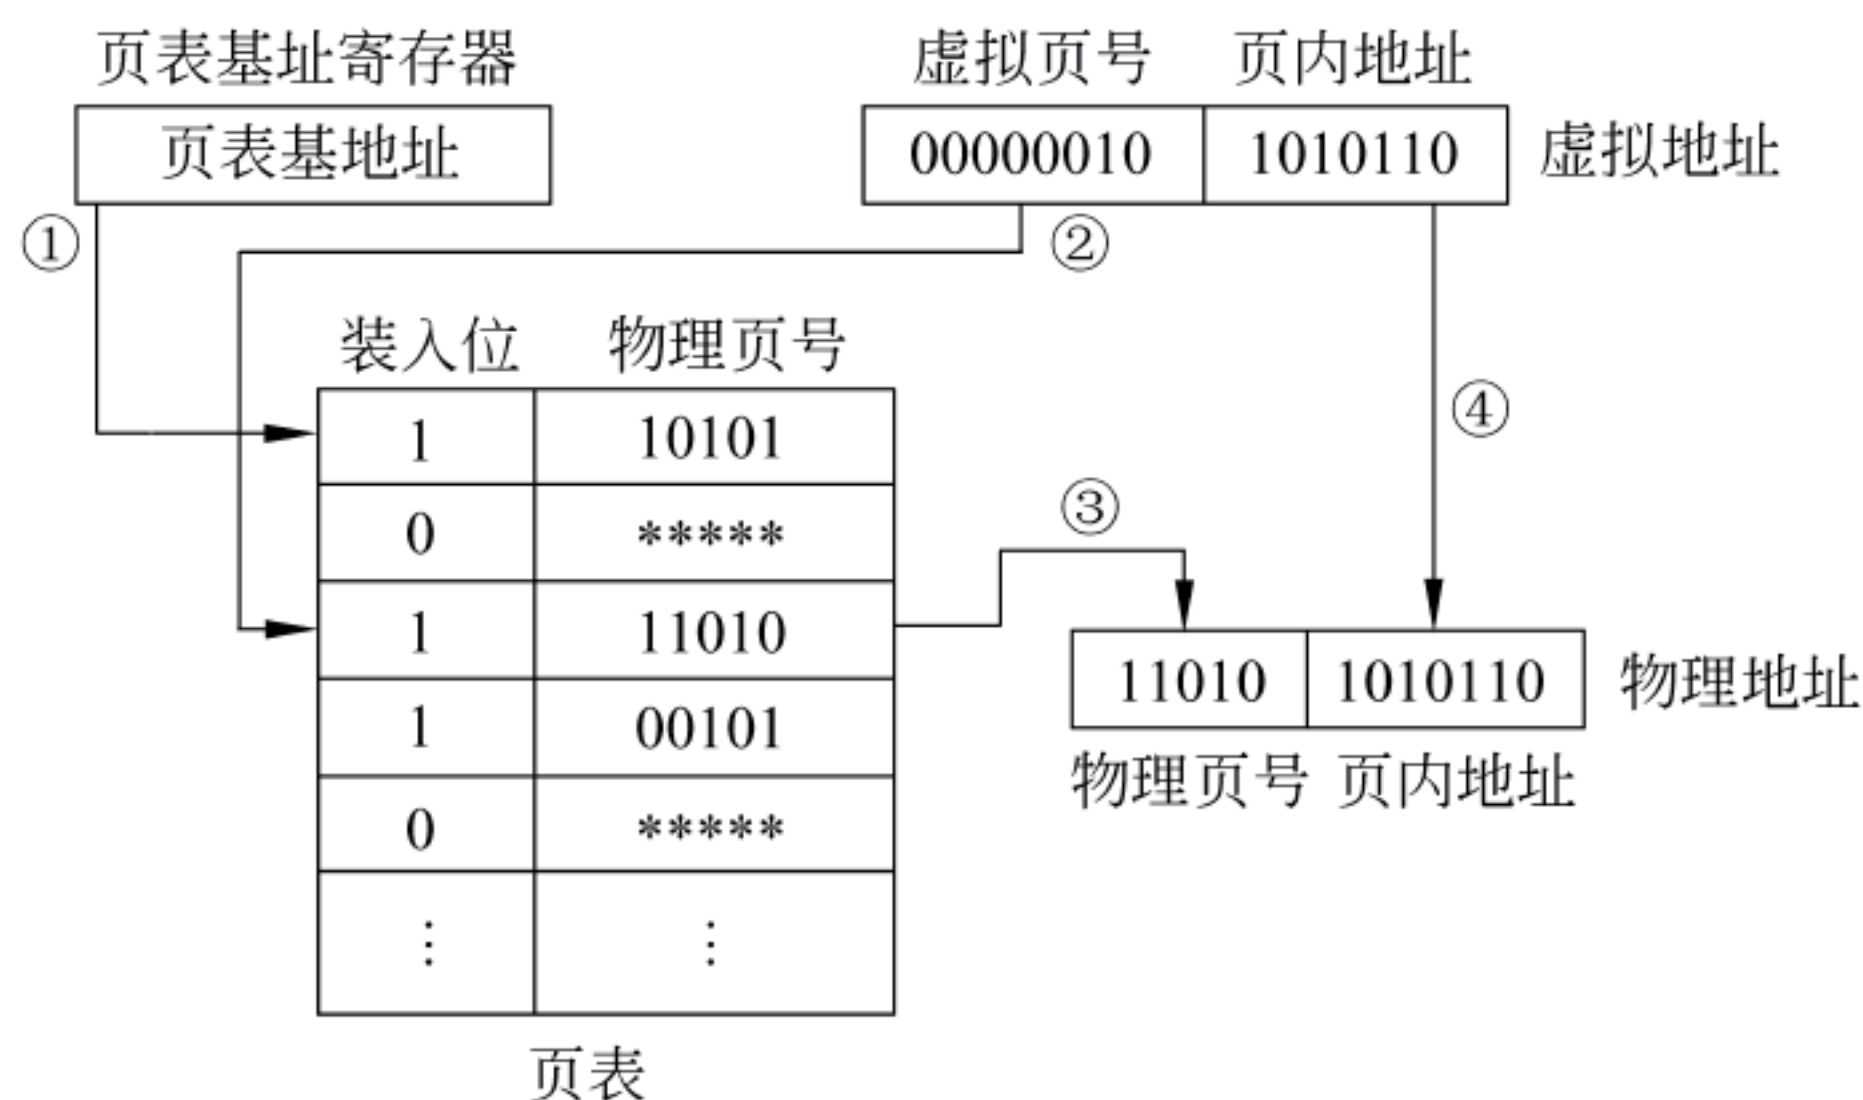 页表基址寄存器
页表基地址
虚拟页号 页内地址
00000010 1010110 虚拟地址
①
②
装入位 物理页号
1 10101
0 *****
1 11010
1 00101
0 *****
⋮ ⋮
页表
③
④
11010 1010110 物理地址
物理页号 页内地址